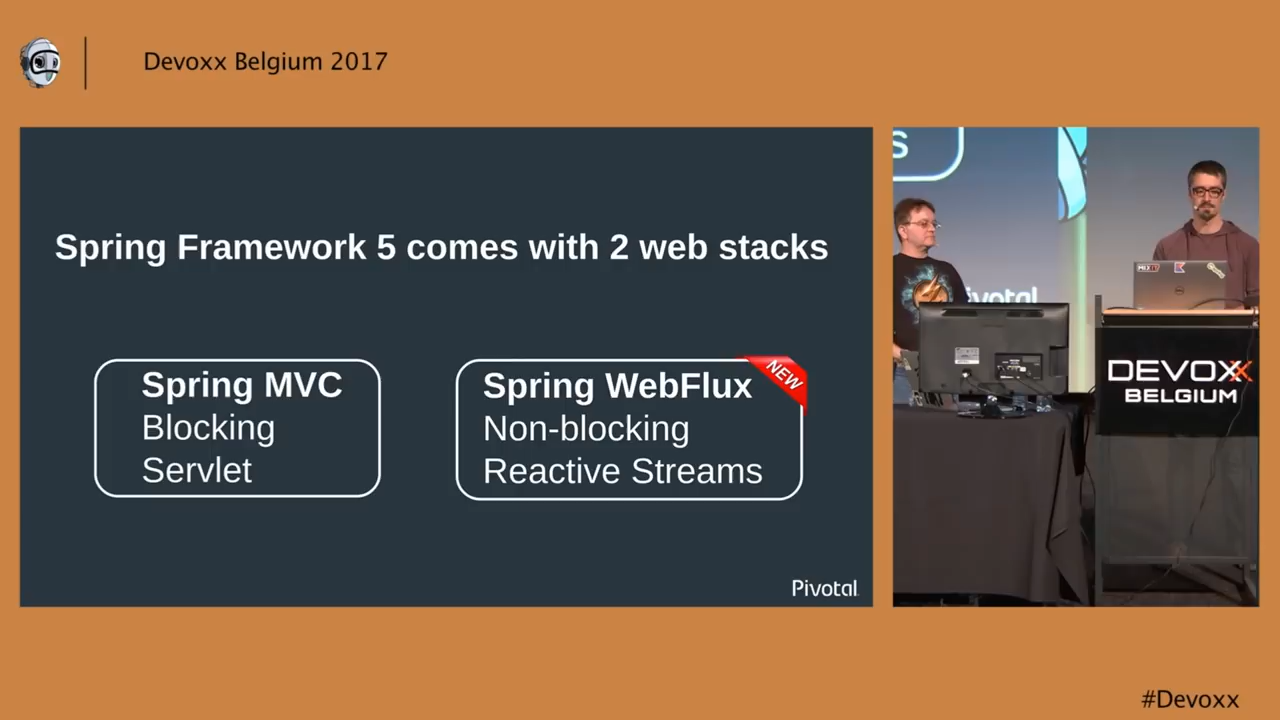 Devoxx Belgium 2017
Spring Framework 5 comes with 2 web stacks
Spring MVC
Blocking
Servlet
Spring WebFlux
Non-blocking
Reactive Streams
NEW
Pivotal
s
ivotal
DEVOXX
BELGIUM
#Devoxx